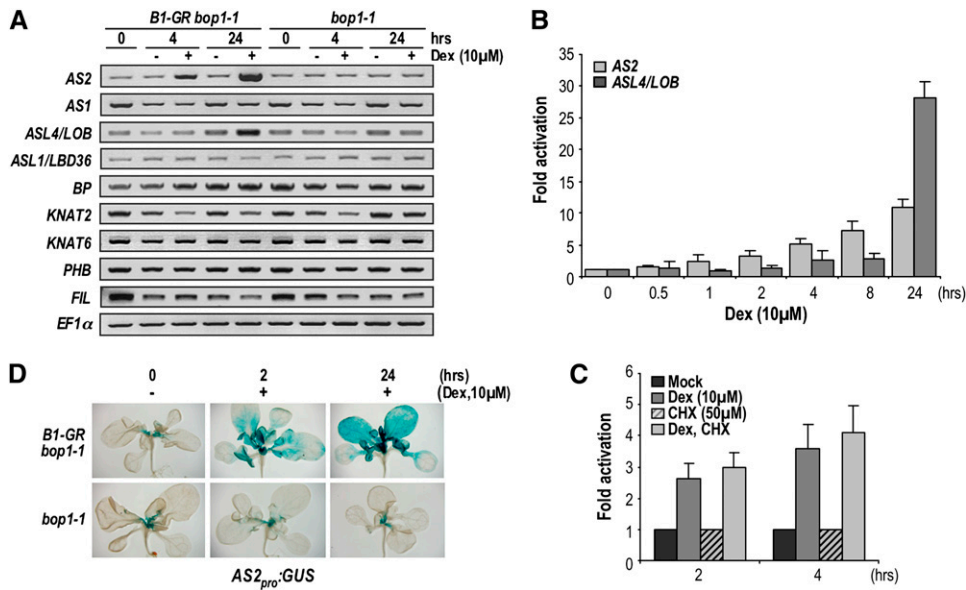 A
B1-GR bop1-1 bop1-1
0 4 24 0 4 24 hrs
- + - + - + - + Dex (10µM)
AS2
AS1
ASL4/LOB
ASL1/LBD36
BP
KNAT2
KNAT6
PHB
FIL
EF1α
B
Fold activation
35
30
25
20
15
10
5
0
AS2
ASL4/LOB
0 0.5 1 2 4 8 24 (hrs)
Dex (10µM)
D
0 2 24 (hrs)
- + + (Dex,10µM)
B1-GR
bop1-1
bop1-1
AS2pro:GUS
C
Fold activation
6
5
4
3
2
1
0
Mock
Dex (10µM)
CHX (50µM)
Dex, CHX
2 4 (hrs)